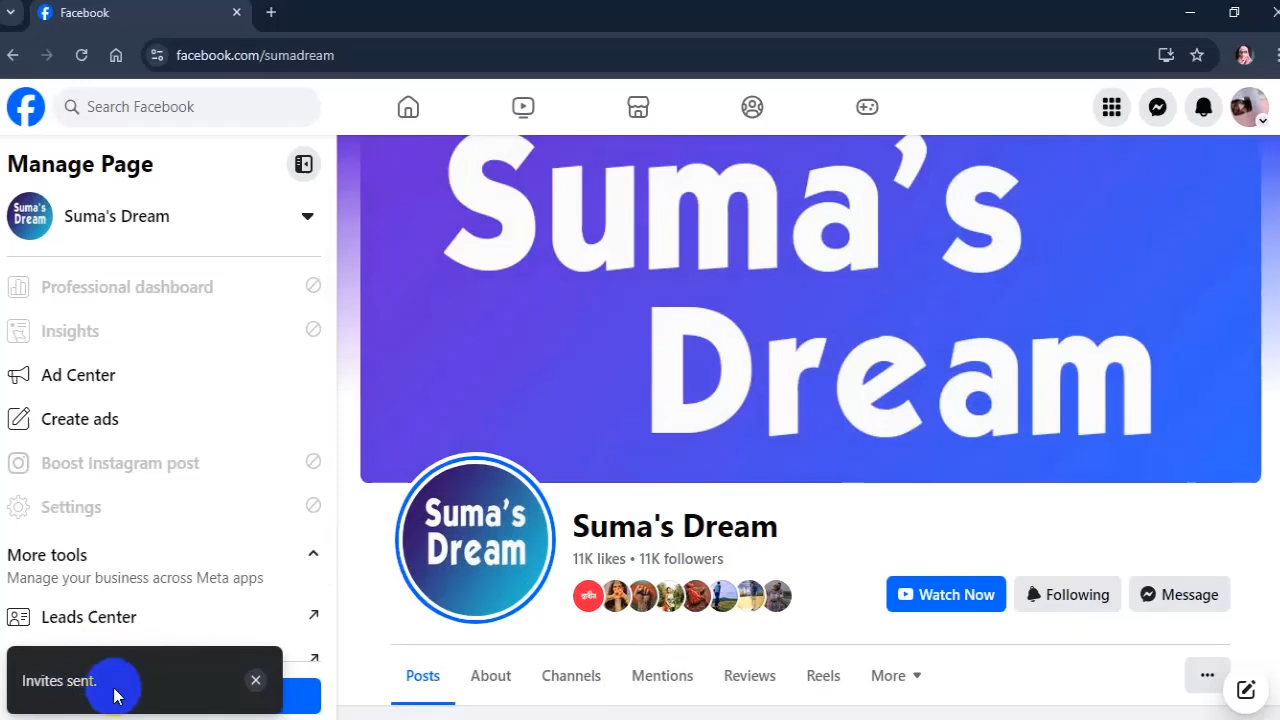 Facebook
facebook.com/sumadream
Search Facebook
Manage Page
Suma's
Dream
Suma's Dream
Professional dashboard
Insights
Ad Center
Create ads
Boost Instagram post
Settings
More tools
Manage your business across Meta apps
Leads Center
Invites sent.
Suma's
Dream
Suma's
Dream
Suma's Dream
11K likes • 11K followers
Watch Now
Following
Message
Posts
About
Channels
Mentions
Reviews
Reels
More